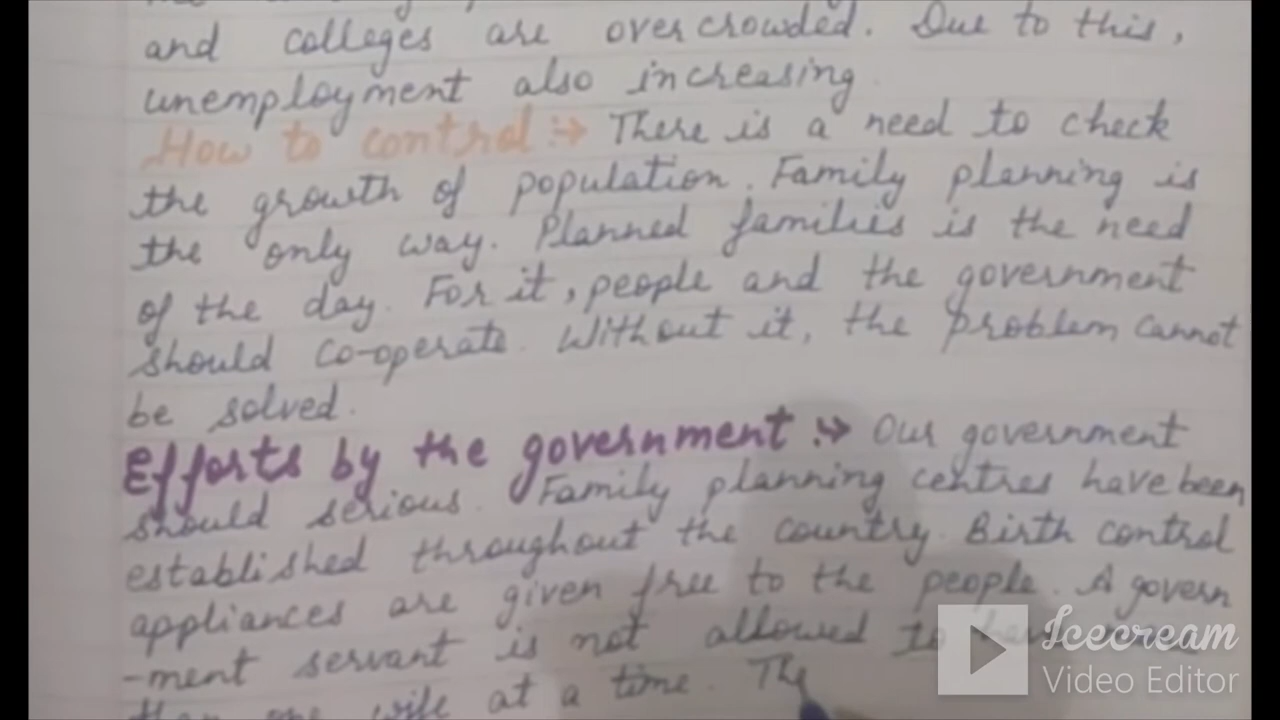 and colleges are overcrowded. Due to this,
unemployment also increasing.
How to control :→ There is a need to check
the growth of population. Family planning is
the only way. Planned families is the need
of the day. For it, people and the government
should co-operate. Without it, the problem cannot
be solved.
Efforts by the government :→ Our government
should serious. Family planning centres have been
established throughout the country. Birth control
appliances are given free to the people. A govern
-ment servant is not allowed to have
than one wife at a time. The
Icecream
Video Editor